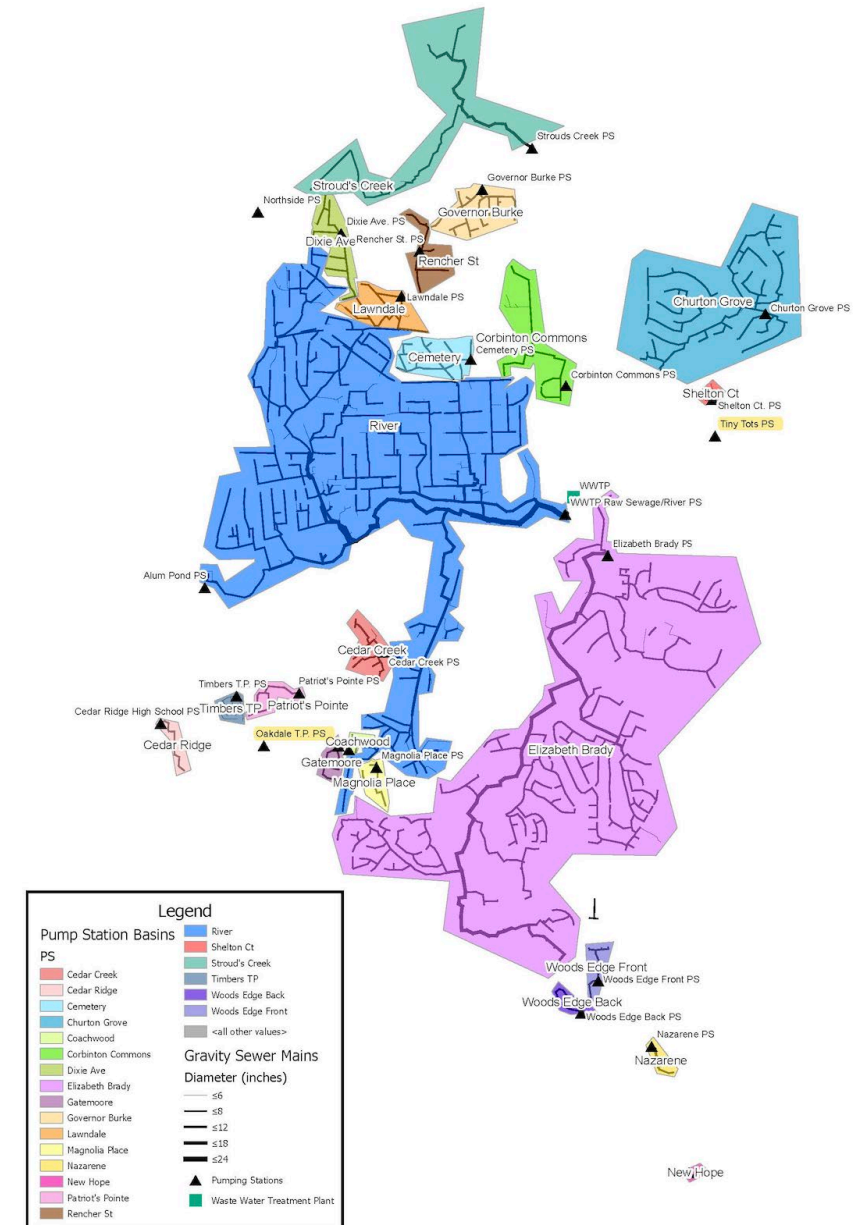 Strouds Creek PS
Stroud's Creek
Governor Burke PS
Northside PS
Governor Burke
Dixie Ave. PS
Dixie Ave
Rencher St. PS
Rencher St
Churton Grove
Churton Grove PS
Lawndale PS
Lawndale
Corbinton Commons
Cemetery PS
Cemetery
Corbinton Commons PS
Shelton Ct
Shelton Ct. PS
Tiny Tots PS
River
WWTP
WWTP Raw Sewage/River PS
Elizabeth Brady PS
Alum Pond PS
Cedar Creek
Cedar Creek PS
Timbers T.P. PS
Patriot's Pointe PS
Timbers TP
Patriot's Pointe
Cedar Ridge High School PS
Cedar Ridge
Oakdale T.P. PS
Coachwood
Elizabeth Brady
Magnolia Place PS
Gatemoore
Magnolia Place
Woods Edge Front
Woods Edge Front PS
Woods Edge Back
Woods Edge Back PS
Nazarene PS
Nazarene
New Hope
Legend
Pump Station Basins
PS
Cedar Creek
Cedar Ridge
Cemetery
Churton Grove
Coachwood
Corbinton Commons
Dixie Ave
Elizabeth Brady
Gatemoore
Governor Burke
Lawndale
Magnolia Place
Nazarene
New Hope
Patriot's Pointe
Rencher St
River
Shelton Ct
Stroud's Creek
Timbers TP
Woods Edge Back
Woods Edge Front
<all other values>
Gravity Sewer Mains
Diameter (inches)
≤6
≤8
≤12
≤18
≤24
Pumping Stations
Waste Water Treatment Plant